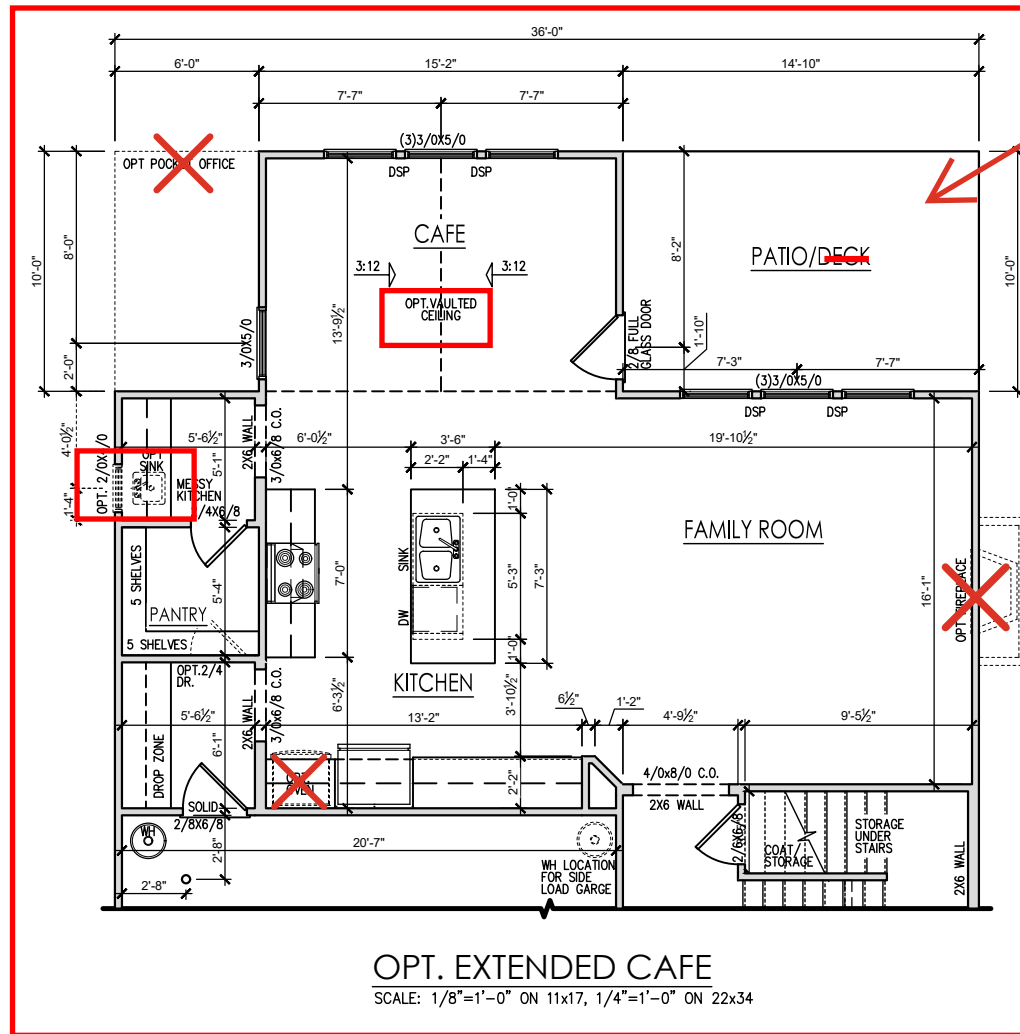 36'-0"
6'-0"
15'-2"
14'-10"
7'-7"
7'-7"
(3)3/0X5/0
DSP
DSP
OPT POCKET OFFICE
10'-0"
8'-0"
2'-0"
CAFE
3:12
3:12
OPT.VAULTED
CEILING
13'-9½"
3/0X5/0
PATIO/DECK
8'-2"
10'-0"
2/8 FULL
GLASS DOOR
1'-10"
7'-3"
7'-7"
(3)3/0X5/0
DSP
DSP
4'-0½"
1'-4"
OPT. 2/0X4/0
5'-6½"
OPT
SINK
5'-1"
2X6 WALL
3/0x6/8 C.O.
MESSY
KITCHEN
/4X6/8
6'-0½"
3'-6"
2'-2"
1'-4"
19'-10½"
1'-0"
SINK
5'-3"
7'-3"
DW
1'-0"
7'-0"
FAMILY ROOM
16'-1"
OPT FIREPLACE
5 SHELVES
5'-4"
PANTRY
5 SHELVES
OPT.2/4
DR.
5'-6½"
2X6 WALL
3/0x6/8 C.O.
6'-1"
DROP ZONE
KITCHEN
6'-3½"
3'-10½"
13'-2"
6½"
1'-2"
4'-9½"
9'-5½"
OPT
OVEN
2'-2"
4/0x8/0 C.O.
2X6 WALL
SOLID
2/8X6/8
WH
2'-8"
2'-8"
20'-7"
WH LOCATION
FOR SIDE
LOAD GARGE
2/6X6/8
COAT/
STORAGE
STORAGE
UNDER
STAIRS
2X6 WALL
OPT. EXTENDED CAFE
SCALE: 1/8"=1'-0" ON 11x17, 1/4"=1'-0" ON 22x34